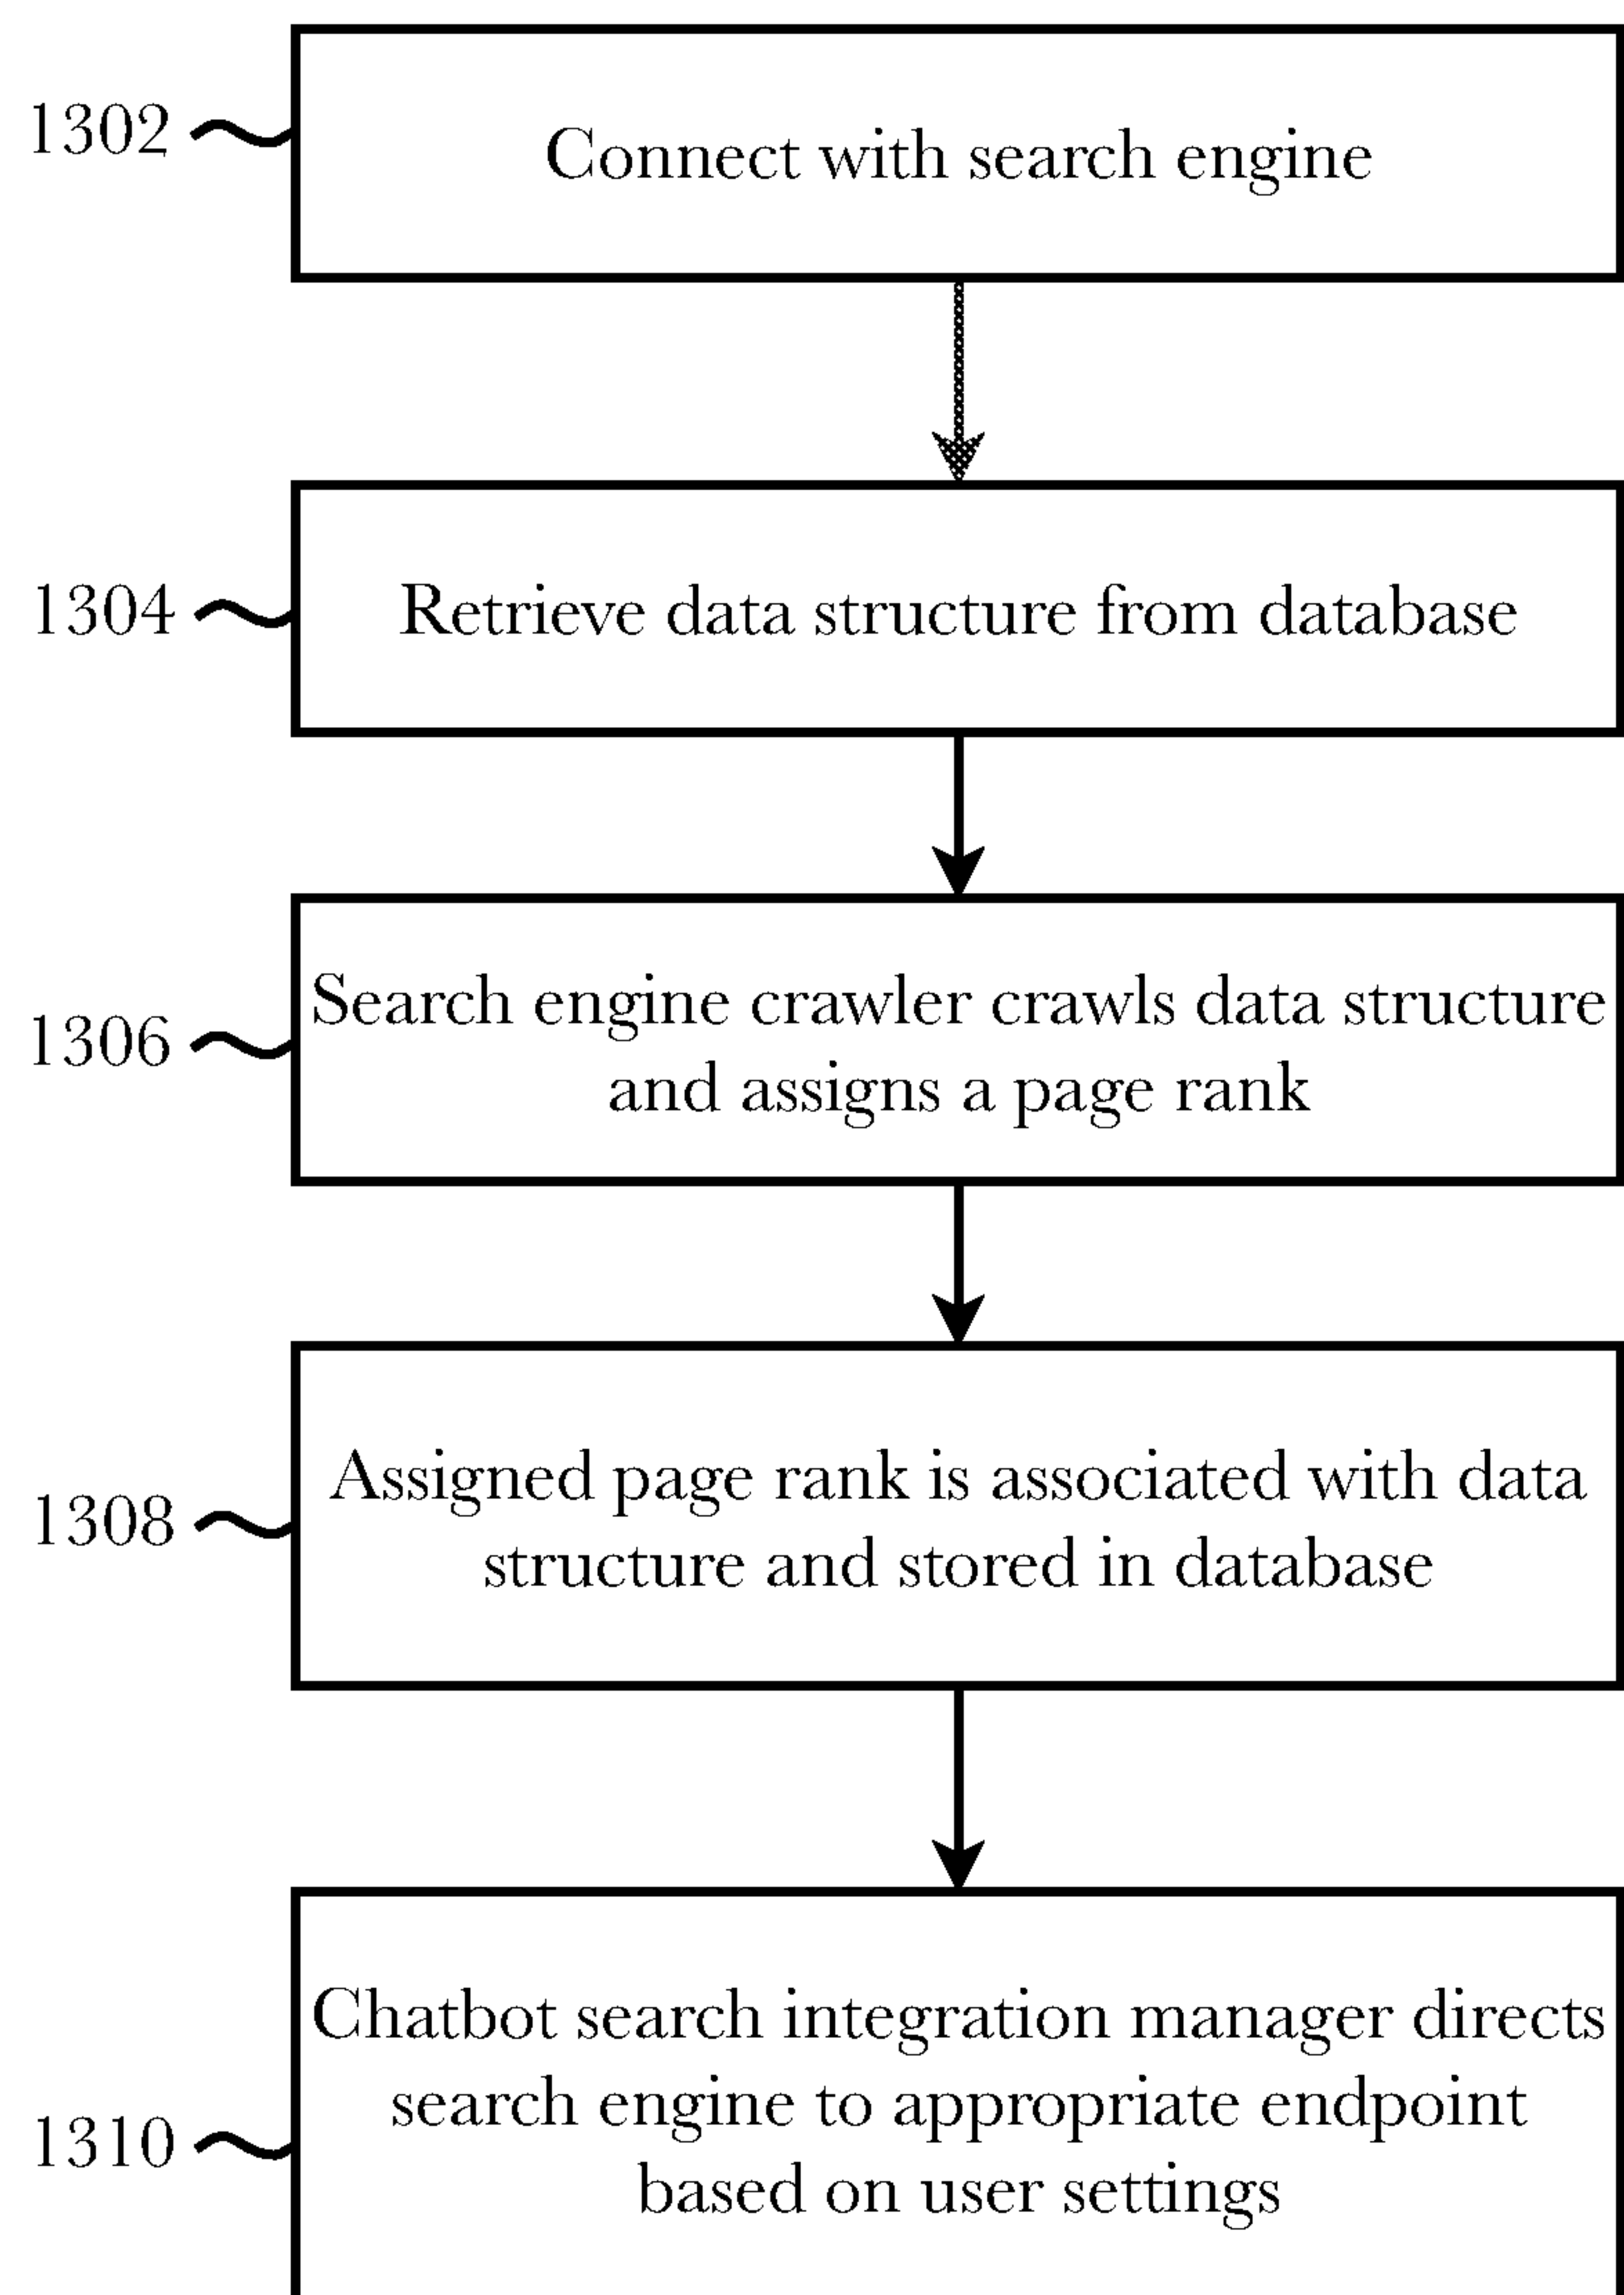 1302
Connect with search engine
1304
Retrieve data structure from database
1306
Search engine crawler crawls data structure
and assigns a page rank
1308
Assigned page rank is associated with data
structure and stored in database
1310
Chatbot search integration manager directs
search engine to appropriate endpoint
based on user settings